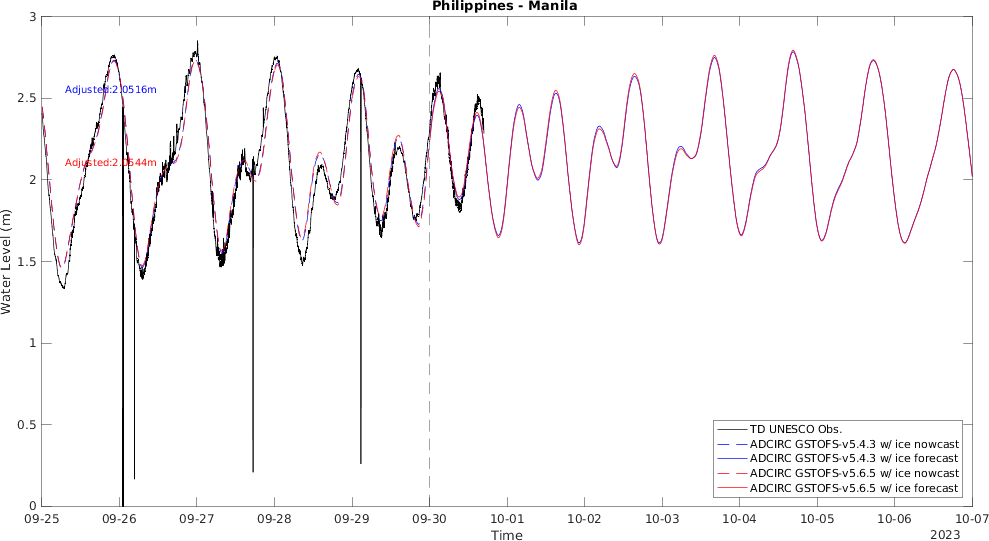 Philippines - Manila
3
2.5
2
1.5
1
0.5
0
Water Level (m)
Adjusted:2.0516m
Adjusted:2.0544m
TD UNESCO Obs.
ADCIRC GSTOFS-v5.4.3 w/ ice nowcast
ADCIRC GSTOFS-v5.4.3 w/ ice forecast
ADCIRC GSTOFS-v5.6.5 w/ ice nowcast
ADCIRC GSTOFS-v5.6.5 w/ ice forecast
09-25 09-26 09-27 09-28 09-29 09-30 10-01 10-02 10-03 10-04 10-05 10-06 10-07
Time
2023